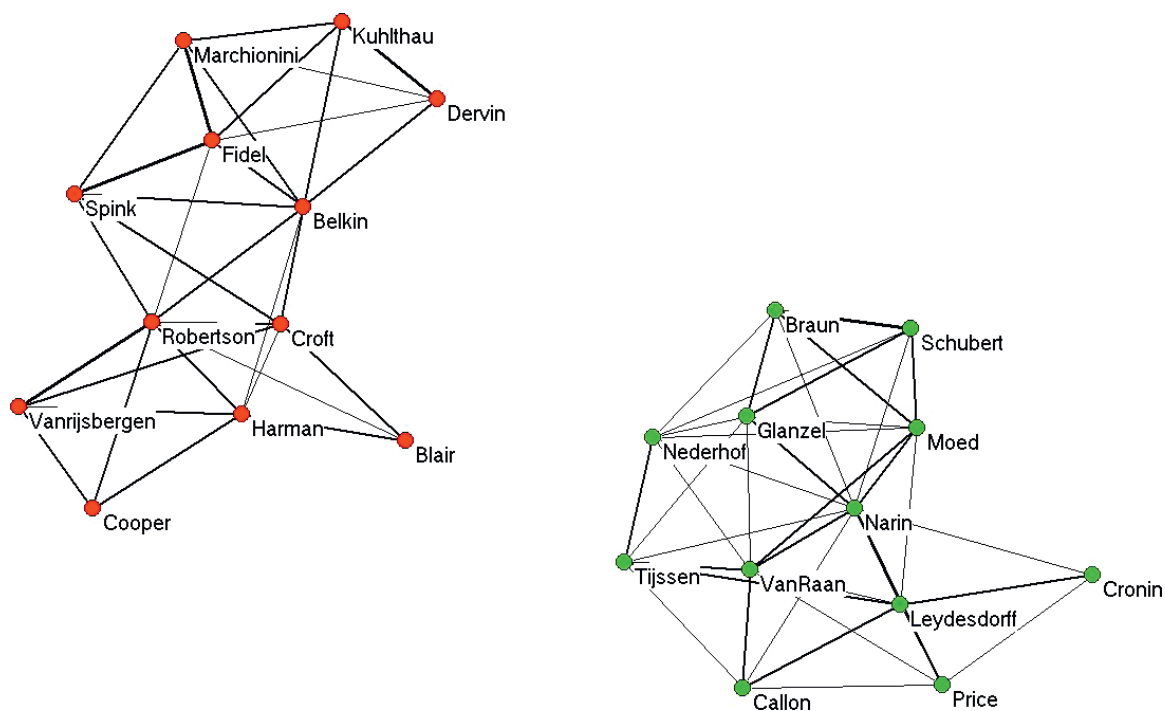 Kuhlthau
Marchionini
Dervin
Fidel
Spink
Belkin
Robertson
Croft
Vanrijsbergen
Harman
Blair
Cooper
Braun
Schubert
Glanzel
Moed
Nederhof
Narin
Tijssen
VanRaan
Cronin
Leydesdorff
Callon
Price